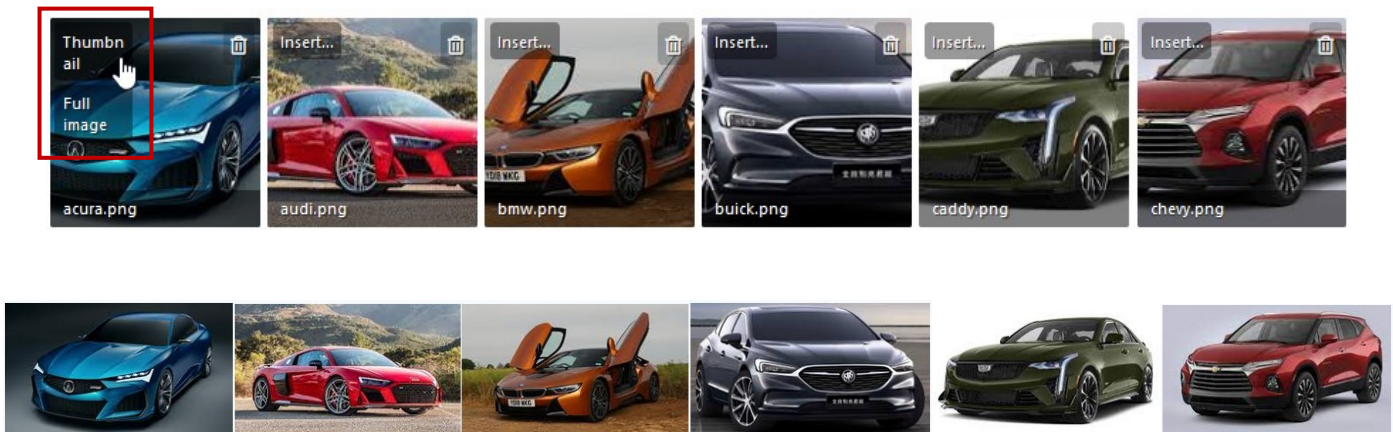 Thumbn
ail
Full
image
Insert...
Insert...
Insert...
Insert...
Insert...
acura.png
audi.png
bmw.png
buick.png
caddy.png
chevy.png